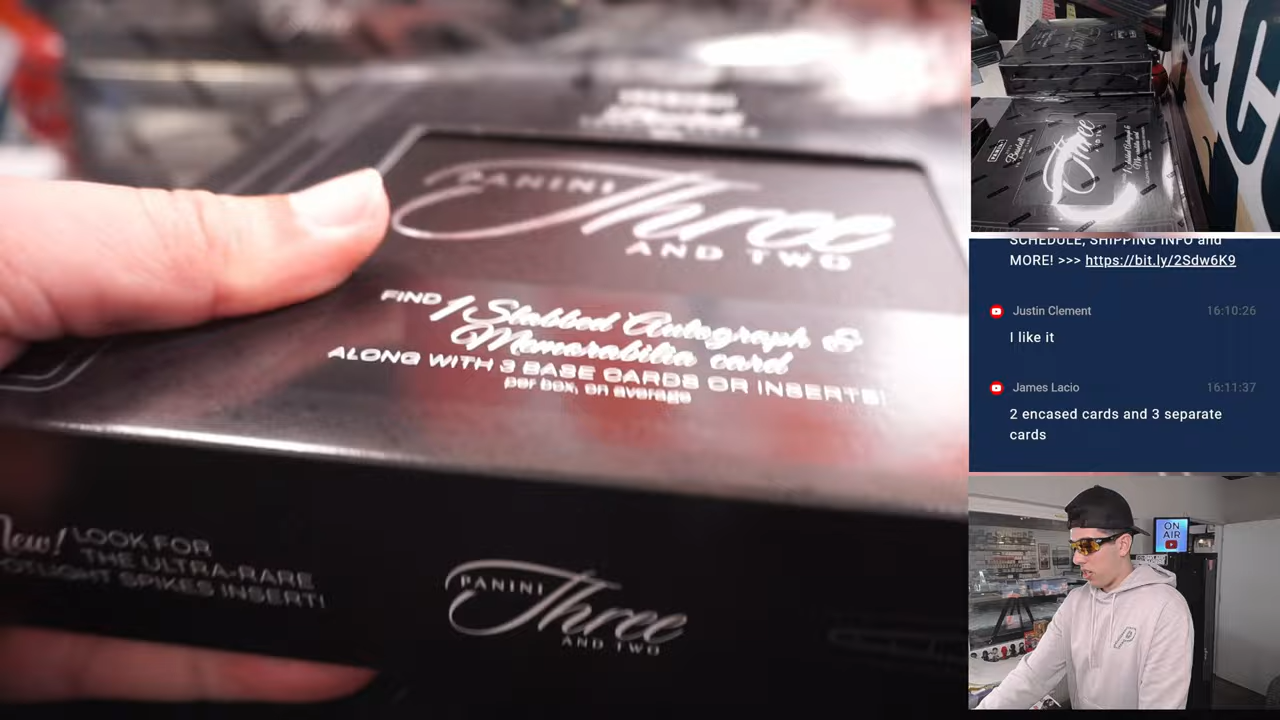 PANINI
Three
AND TWO
FIND 1 Slabbed Autograph &
Memorabilia card
ALONG WITH 3 BASE CARDS OR INSERTS!
per box, on average
New! LOOK FOR
THE ULTRA-RARE
SPIKES INSERT!
PANINI
Three
AND TWO
Three
&
SCHEDULE, SHIPPING INFO and
MORE! >>> https://bit.ly/2Sdw6K9
Justin Clement 16:10:26
I like it
James Lacio 16:11:37
2 encased cards and 3 separate
cards
ON
AIR
P